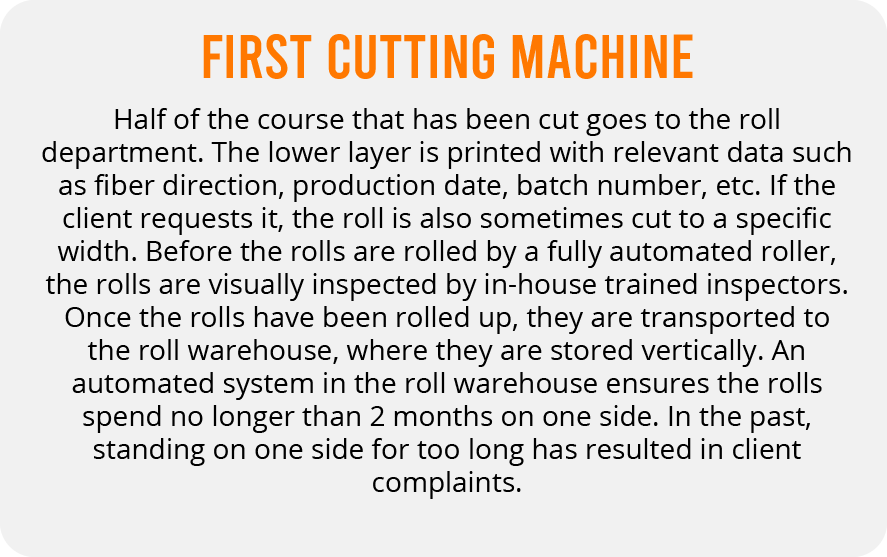 FIRST CUTTING MACHINE
Half of the course that has been cut goes to the roll
department. The lower layer is printed with relevant data such
as fiber direction, production date, batch number, etc. If the
client requests it, the roll is also sometimes cut to a specific
width. Before the rolls are rolled by a fully automated roller,
the rolls are visually inspected by in-house trained inspectors.
Once the rolls have been rolled up, they are transported to
the roll warehouse, where they are stored vertically. An
automated system in the roll warehouse ensures the rolls
spend no longer than 2 months on one side. In the past,
standing on one side for too long has resulted in client
complaints.